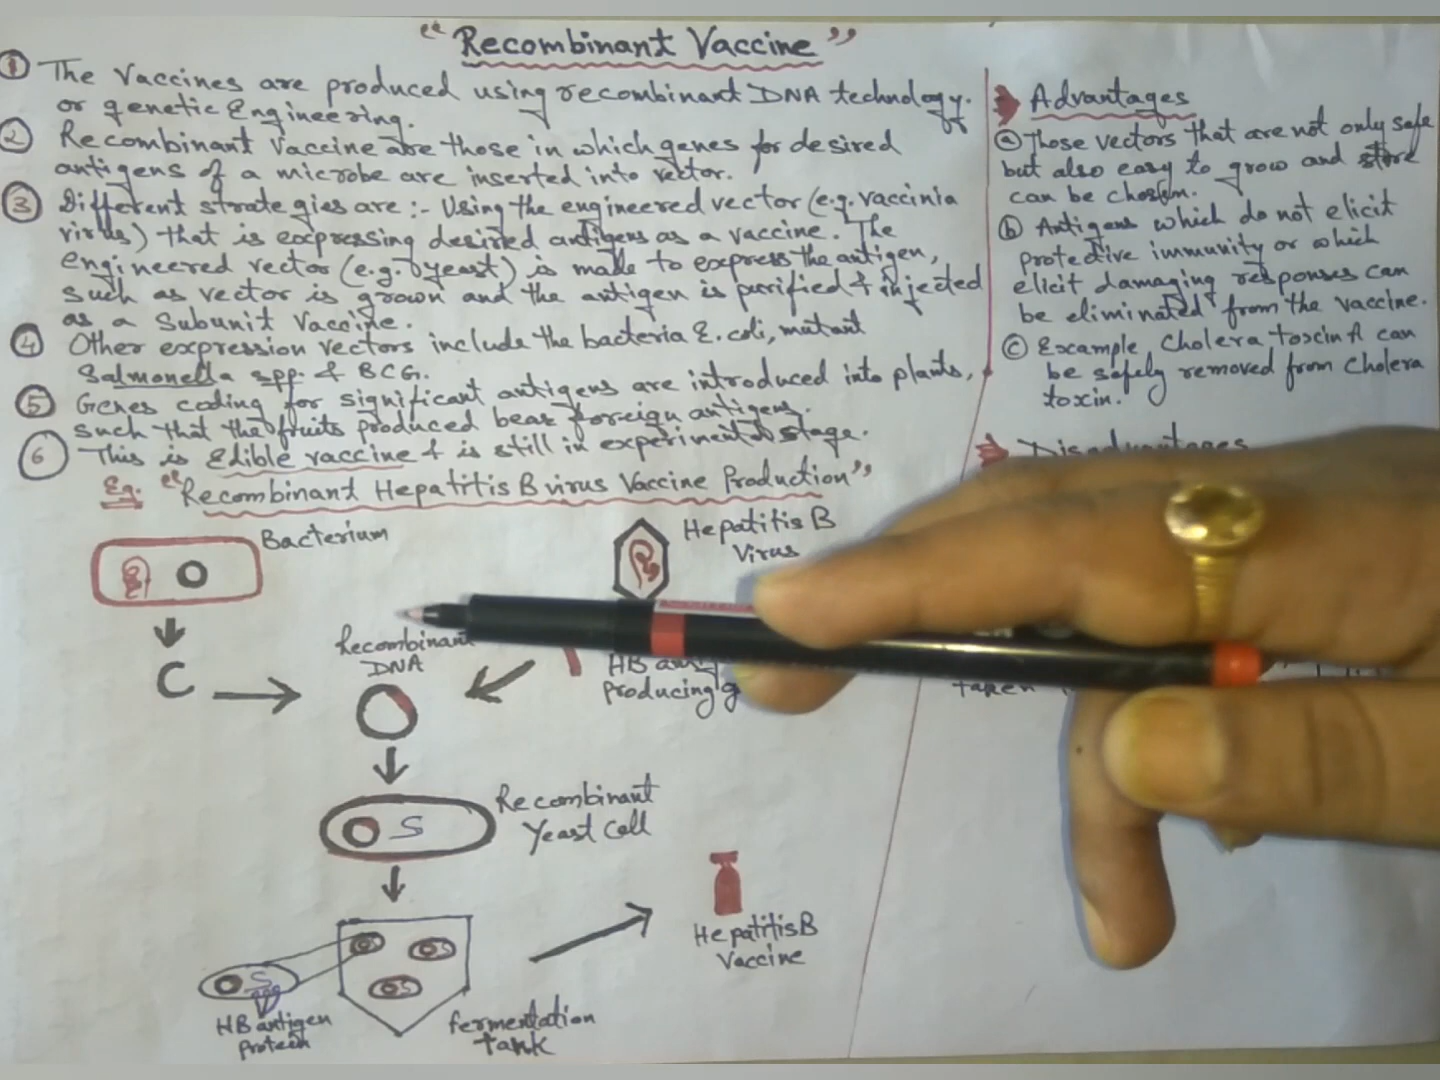 "Recombinant Vaccine"
① The Vaccines are produced using recombinant DNA technology.
or genetic Engineering.
② Recombinant Vaccine are those in which genes for desired
antigens of a microbe are inserted into vector.
③ Different strategies are:- Using the engineered vector (e.g. vaccinia
virus) that is expressing desired antigens as a vaccine. The
engineered vector (e.g. yeast) is made to express the antigen,
such as vector is grown and the antigen is purified & injected
as a Subunit Vaccine.
④ Other expression vectors include the bacteria E. coli, mutant
Salmonella spp. & BCG.
⑤ Genes coding for significant antigens are introduced into plants,
such that the fruits produced bear foreign antigens.
⑥ This is Edible vaccine & is still in experimental stage.
Eg. "Recombinant Hepatitis B virus Vaccine Production"
Bacterium
Hepatitis B
Virus
Recombinant
DNA
HB
Producing
Recombinant
Yeast Cell
Hepatitis B
Vaccine
HB antigen
Protein
fermentation
tank
Advantages
ⓐ Those vectors that are not only safe
but also easy to grow and store
can be chosen.
ⓑ Antigens which do not elicit
protective immunity or which
elicit damaging responses can
be eliminated from the vaccine.
ⓒ Example, Cholera toxin A can
be safely removed from Cholera
toxin.
Disadvantages
taken